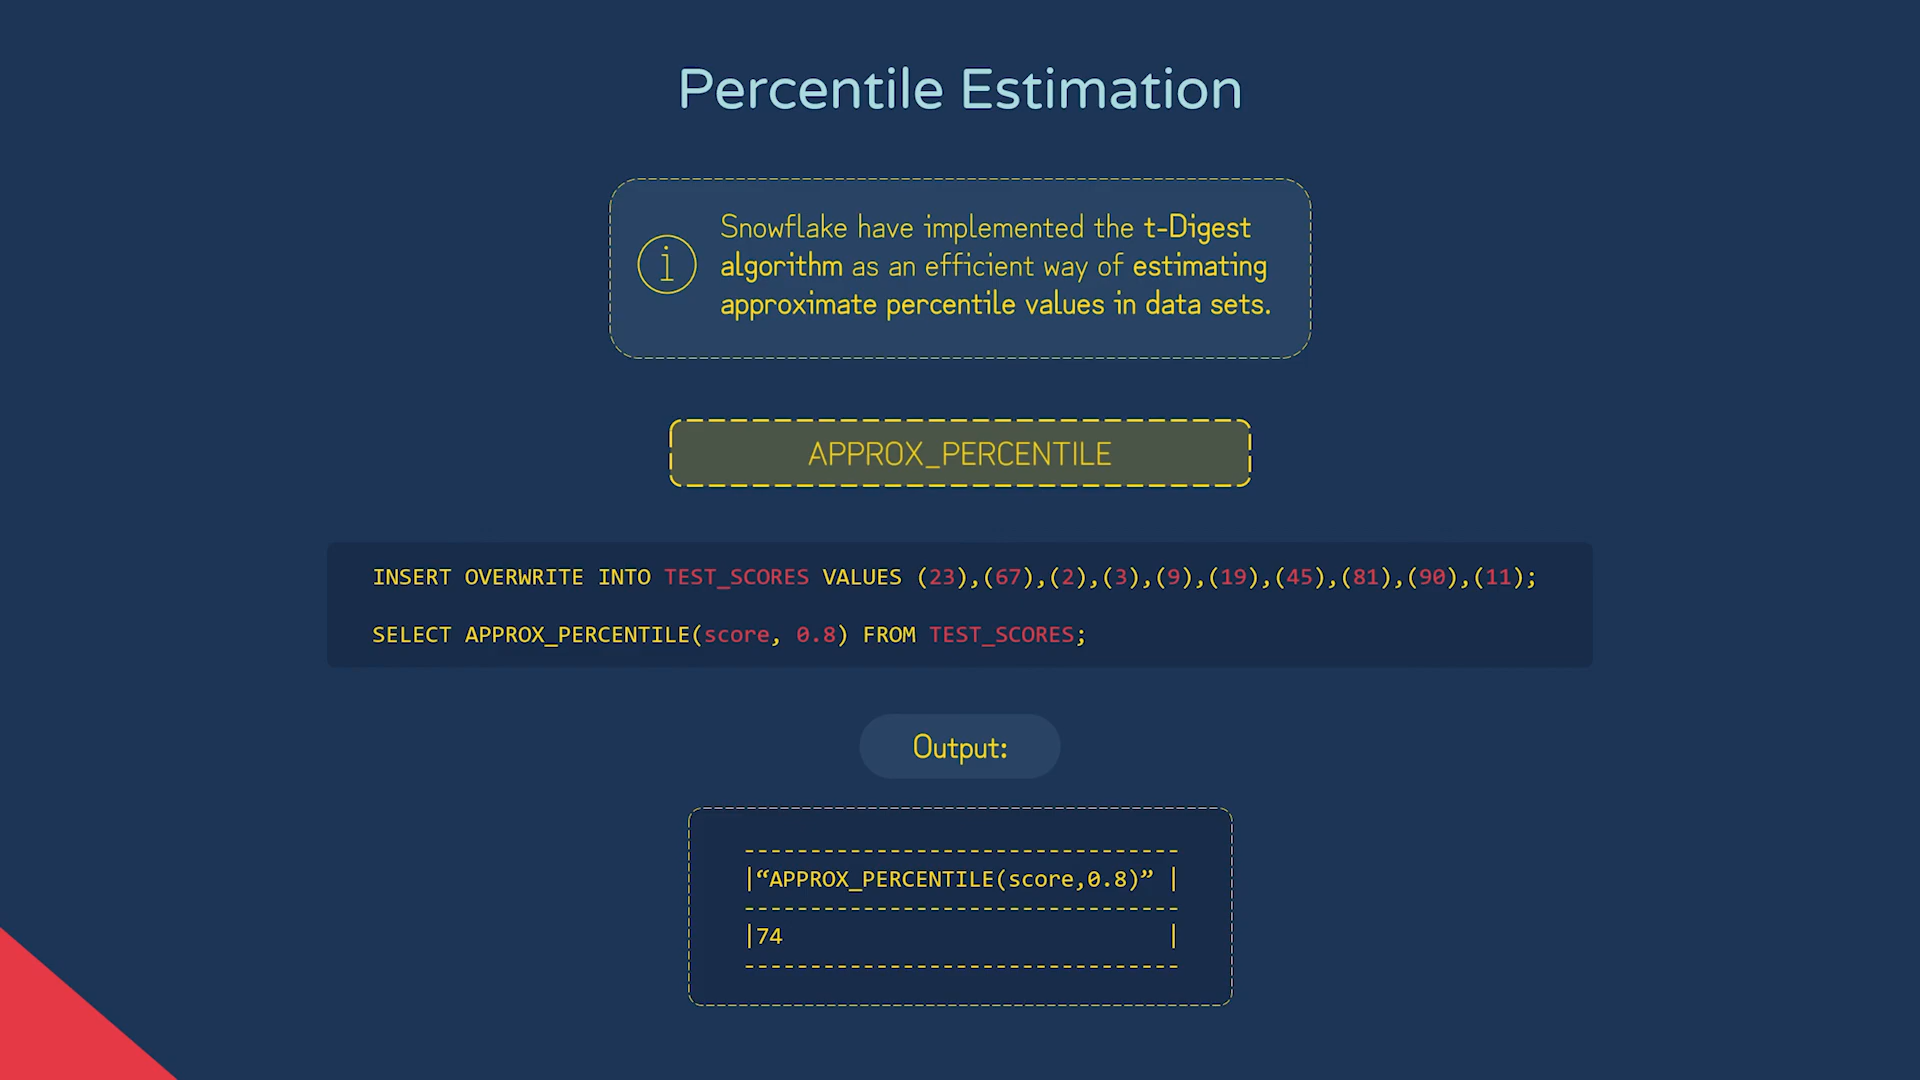 Percentile Estimation
i
Snowflake have implemented the t-Digest
algorithm as an efficient way of estimating
approximate percentile values in data sets.
APPROX_PERCENTILE
INSERT OVERWRITE INTO TEST_SCORES VALUES (23),(67),(2),(3),(9),(19),(45),(81),(90),(11);
SELECT APPROX_PERCENTILE(score, 0.8) FROM TEST_SCORES;
Output:
---------------------------------
|“APPROX_PERCENTILE(score,0.8)” |
---------------------------------
|74                             |
---------------------------------